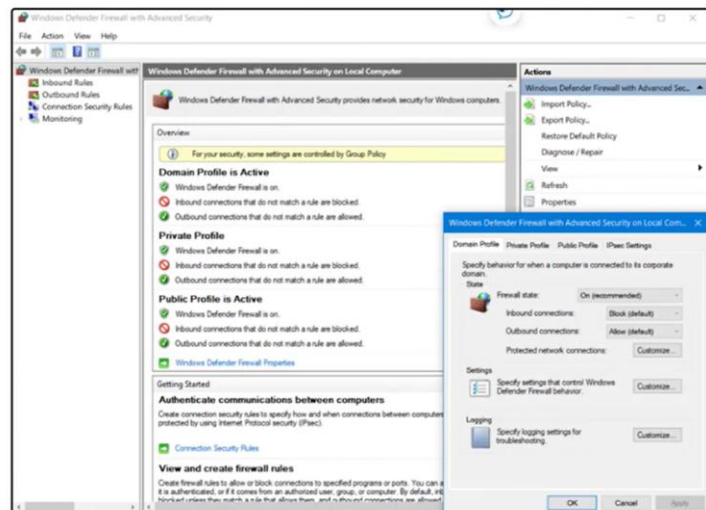 Windows Defender Firewall with Advanced Security
File Action View Help
Windows Defender Firewall with
Inbound Rules
Outbound Rules
Connection Security Rules
Monitoring
Windows Defender Firewall with Advanced Security on Local Computer
Windows Defender Firewall with Advanced Security provides network security for Windows computers.
Overview
For your security, some settings are controlled by Group Policy
Domain Profile is Active
Windows Defender Firewall is on.
Inbound connections that do not match a rule are blocked.
Outbound connections that do not match a rule are allowed.
Private Profile
Windows Defender Firewall is on.
Inbound connections that do not match a rule are blocked.
Outbound connections that do not match a rule are allowed.
Public Profile is Active
Windows Defender Firewall is on.
Inbound connections that do not match a rule are blocked.
Outbound connections that do not match a rule are allowed.
Windows Defender Firewall Properties
Getting Started
Authenticate communications between computers
Create connection security rules to specify how and when connections between computers
protected by using Internet Protocol security (IPsec).
Connection Security Rules
View and create firewall rules
Create firewall rules to allow or block connections to specified programs or ports. You can a
it is authenticated, or if it comes from an authorized user, group, or computer. By default, in
blocked unless they match a rule that allows them, and outbound connections are allowed
Actions
Windows Defender Firewall with Advanced Sec...
Import Policy...
Export Policy...
Restore Default Policy
Diagnose / Repair
View
Refresh
Properties
Windows Defender Firewall with Advanced Security on Local Com...
Domain Profile Private Profile Public Profile IPsec Settings
Specify behavior for when a computer is connected to its corporate
domain.
State
Firewall state: On (recommended)
Inbound connections: Block (default)
Outbound connections: Allow (default)
Protected network connections: Customize...
Settings
Specify settings that control Windows
Defender Firewall behavior.
Customize...
Logging
Specify logging settings for
troubleshooting.
Customize...
OK Cancel Apply